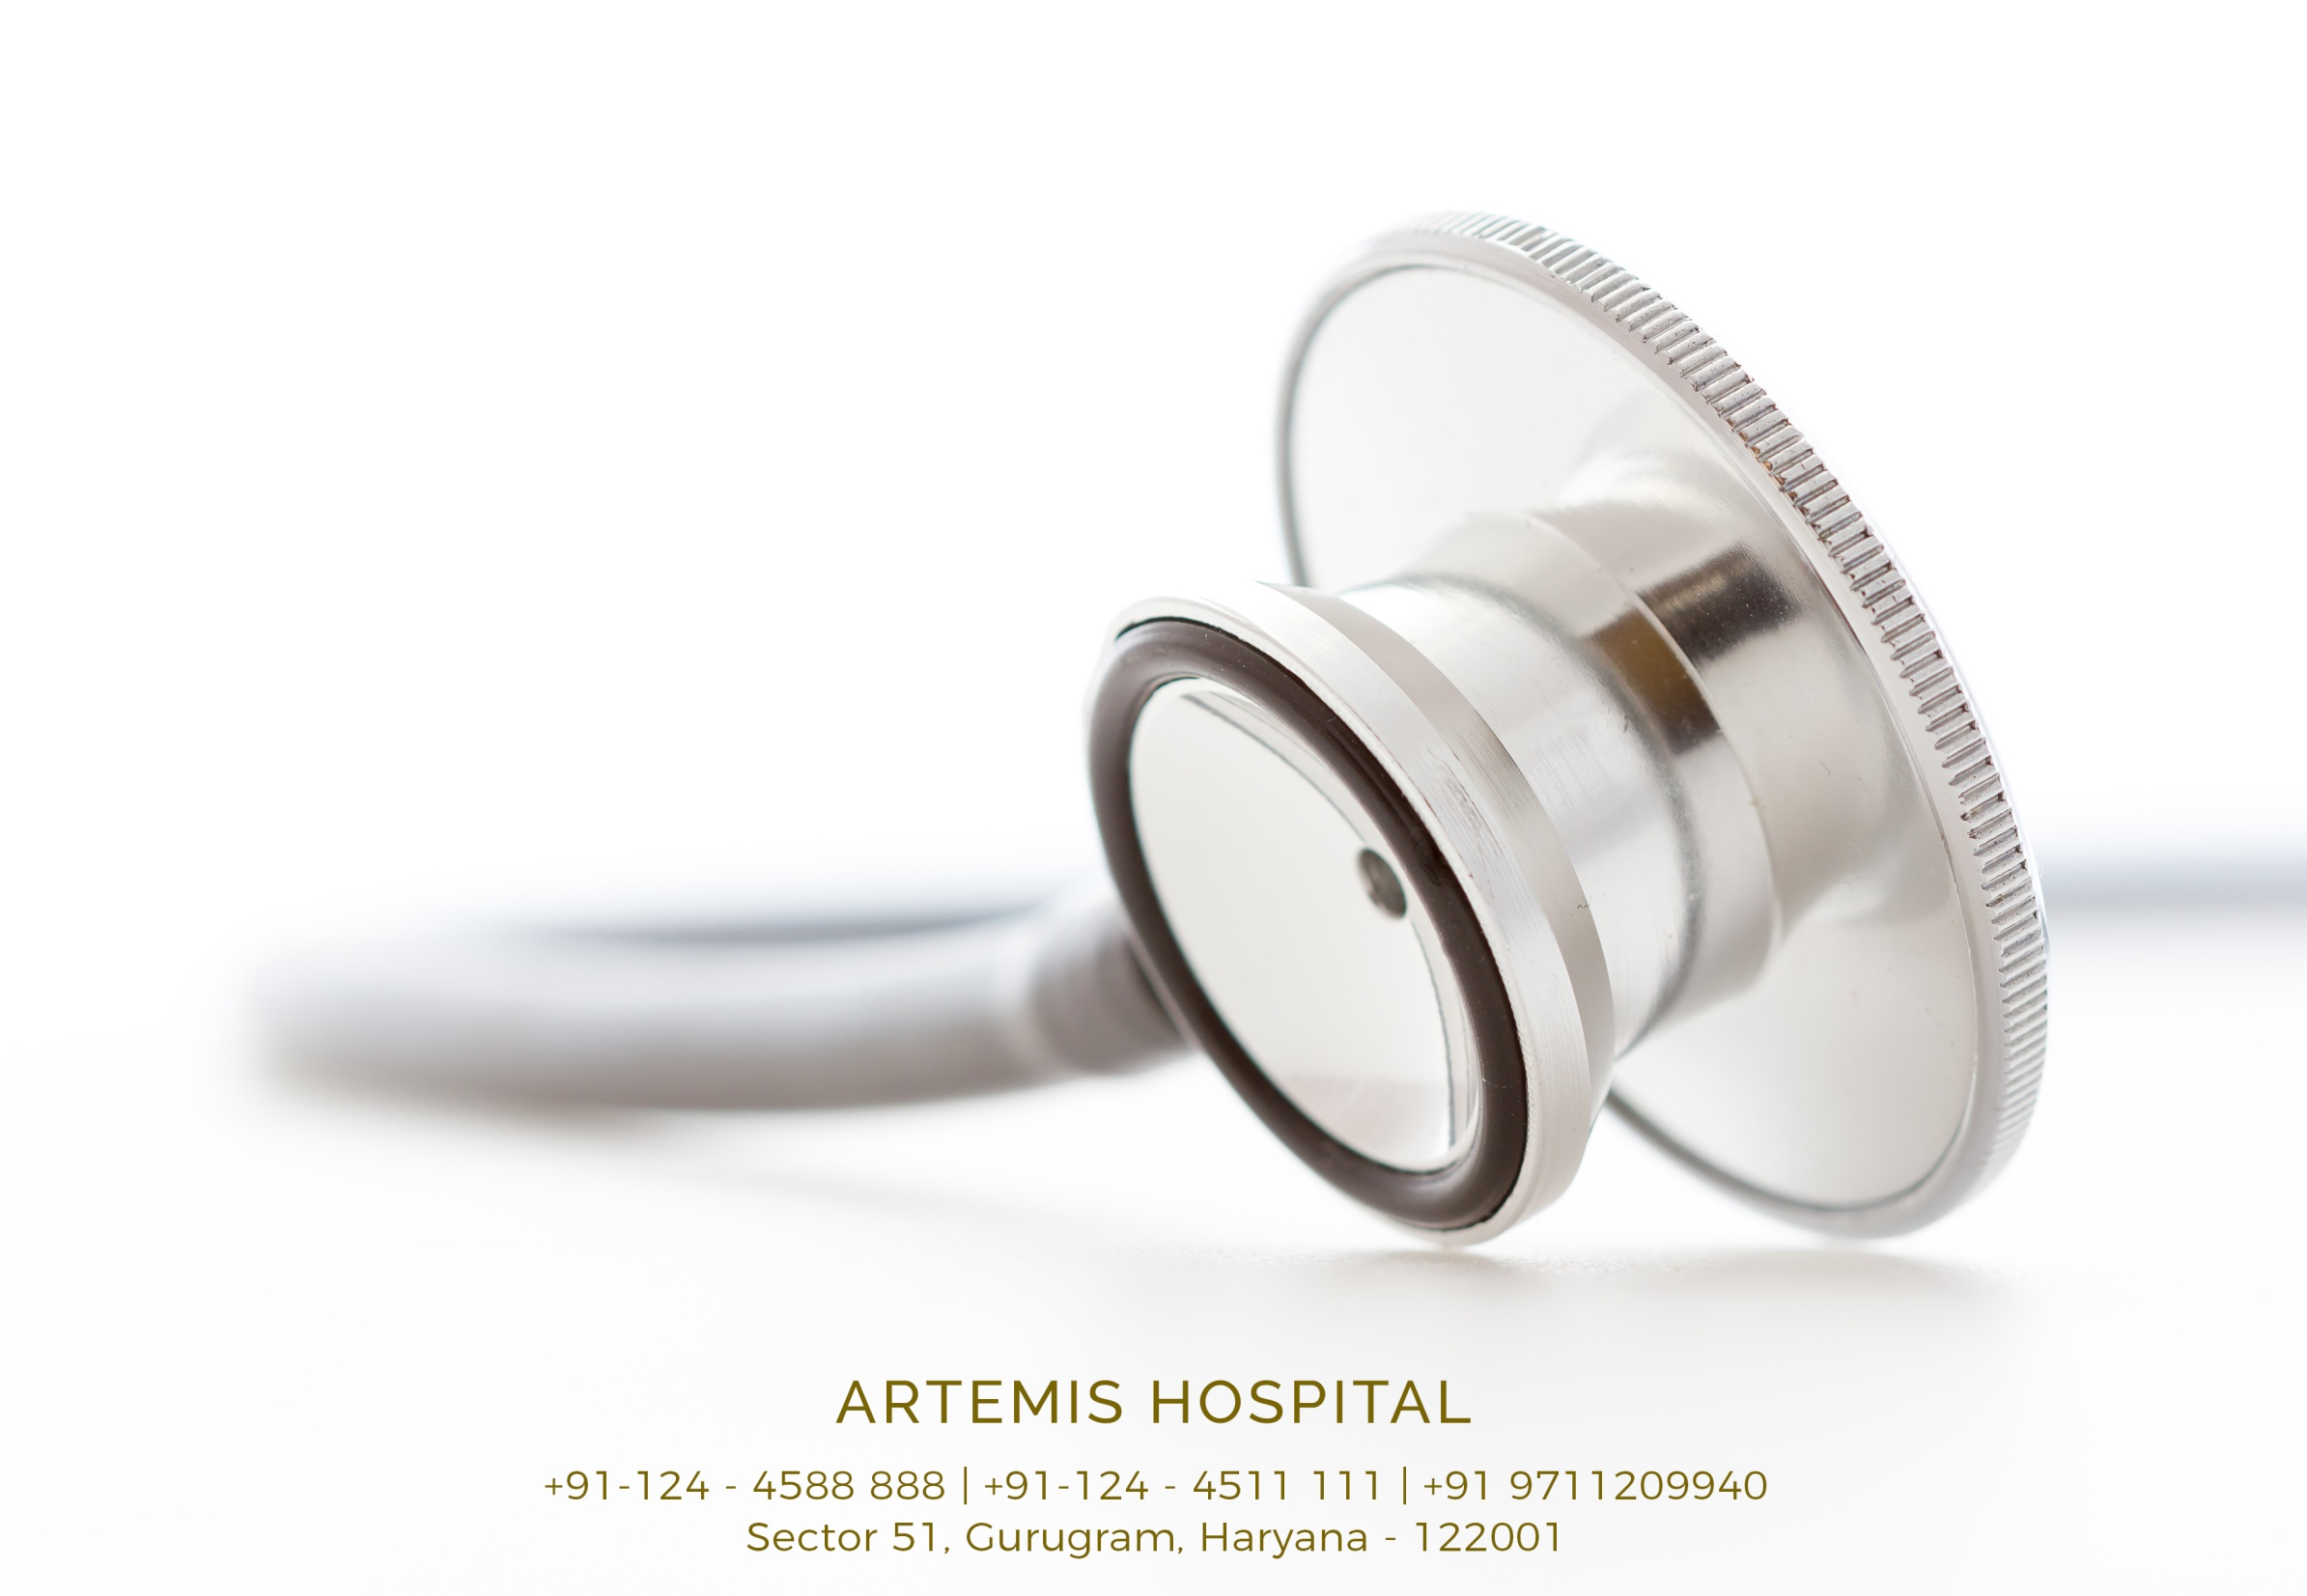 ARTEMIS HOSPITAL
+91-124 - 4588 888 | +91-124 - 4511 111 | +91 9711209940
Sector 51, Gurugram, Haryana - 122001